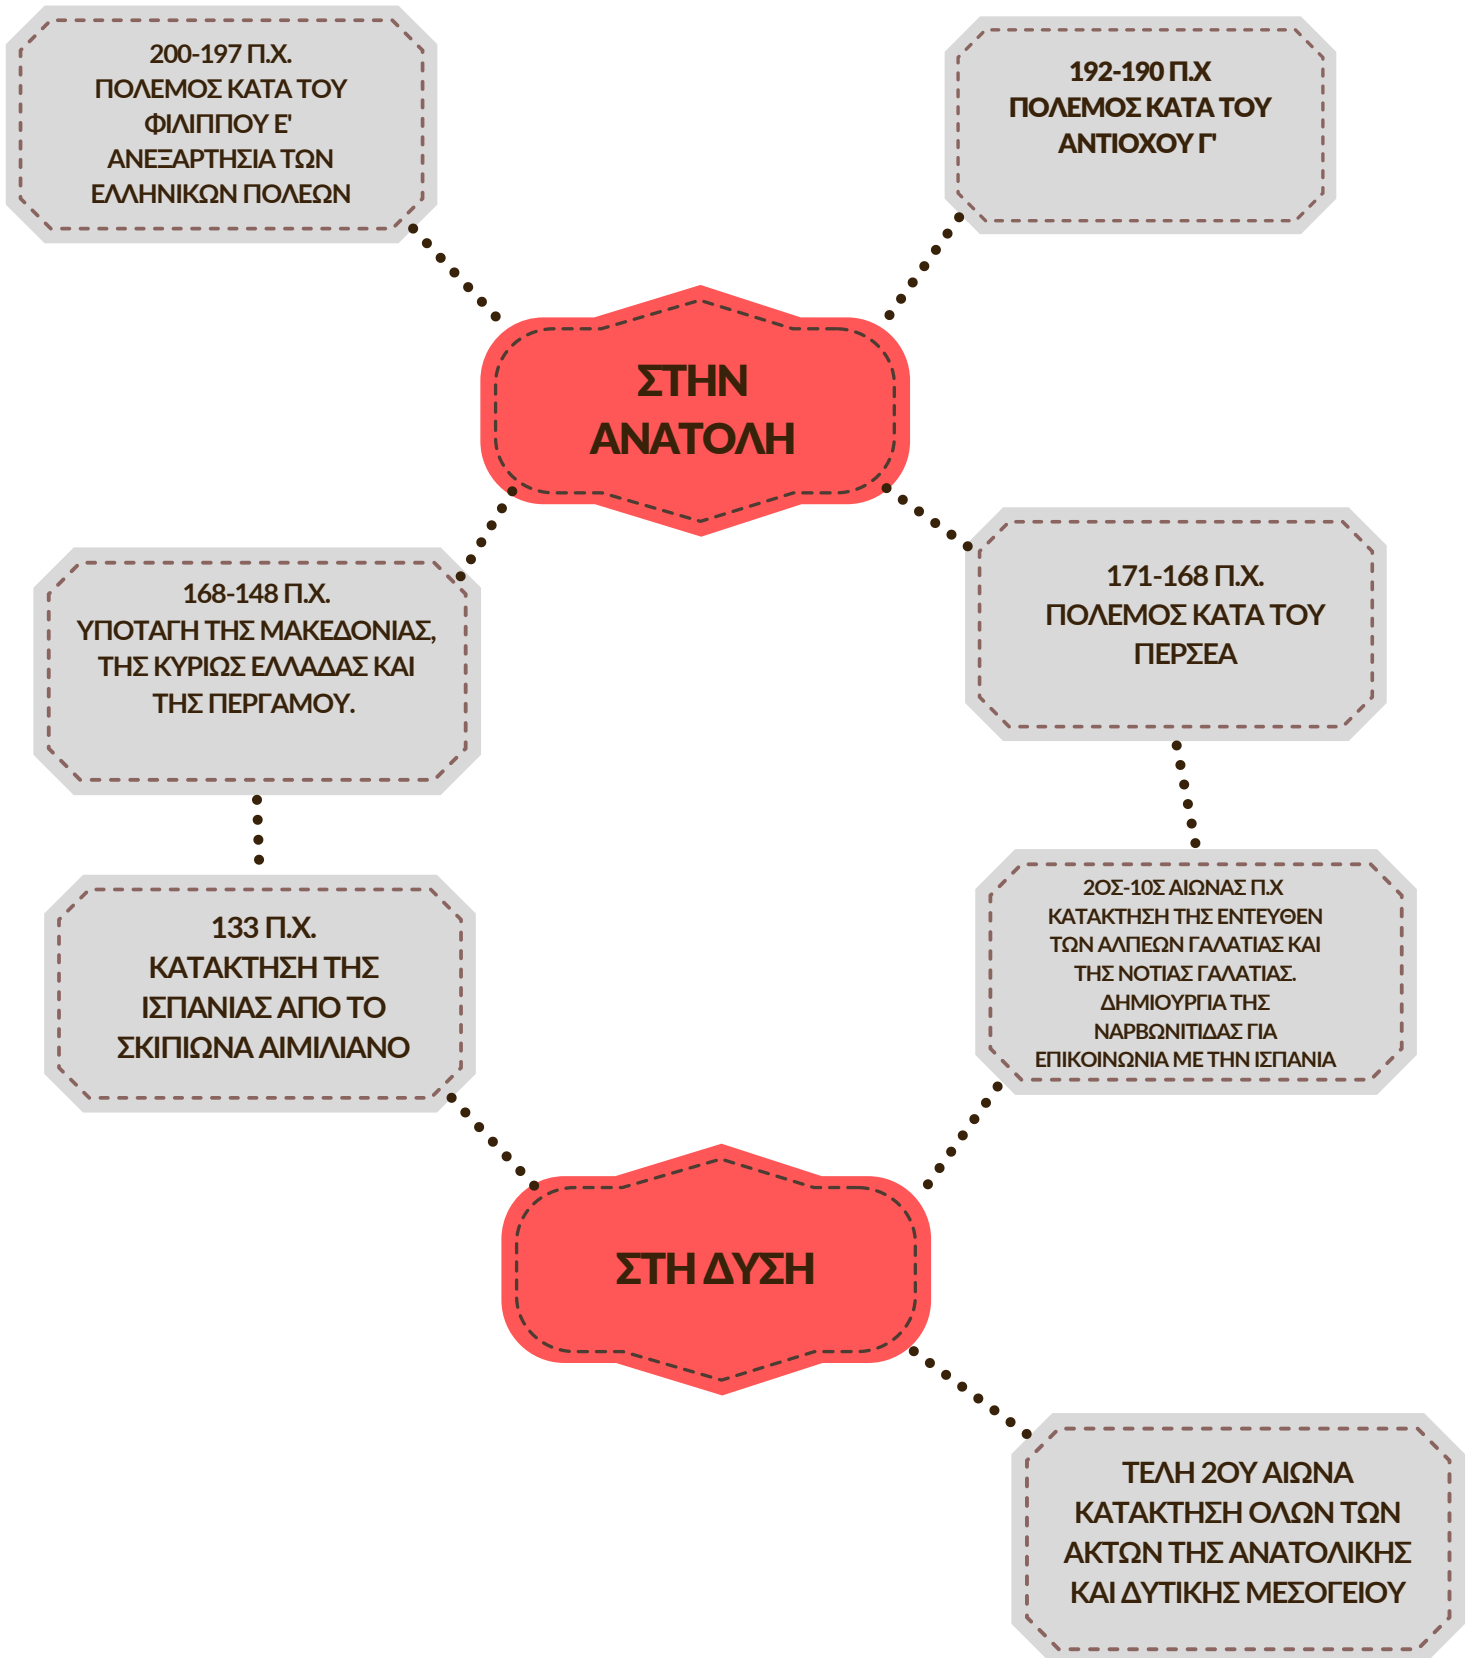 200-197 Π.Χ.
ΠΟΛΕΜΟΣ ΚΑΤΑ ΤΟΥ
ΦΙΛΙΠΠΟΥ Ε'
ΑΝΕΞΑΡΤΗΣΙΑ ΤΩΝ
ΕΛΛΗΝΙΚΩΝ ΠΟΛΕΩΝ
192-190 Π.Χ
ΠΟΛΕΜΟΣ ΚΑΤΑ ΤΟΥ
ΑΝΤΙΟΧΟΥ Γ'
ΣΤΗΝ
ΑΝΑΤΟΛΗ
168-148 Π.Χ.
ΥΠΟΤΑΓΗ ΤΗΣ ΜΑΚΕΔΟΝΙΑΣ,
ΤΗΣ ΚΥΡΙΩΣ ΕΛΛΑΔΑΣ ΚΑΙ
ΤΗΣ ΠΕΡΓΑΜΟΥ.
171-168 Π.Χ.
ΠΟΛΕΜΟΣ ΚΑΤΑ ΤΟΥ
ΠΕΡΣΕΑ
133 Π.Χ.
ΚΑΤΑΚΤΗΣΗ ΤΗΣ
ΙΣΠΑΝΙΑΣ ΑΠΟ ΤΟ
ΣΚΙΠΙΩΝΑ ΑΙΜΙΛΙΑΝΟ
2ΟΣ-10Σ ΑΙΩΝΑΣ Π.Χ
ΚΑΤΑΚΤΗΣΗ ΤΗΣ ΕΝΤΕΥΘΕΝ
ΤΩΝ ΑΛΠΕΩΝ ΓΑΛΑΤΙΑΣ ΚΑΙ
ΤΗΣ ΝΟΤΙΑΣ ΓΑΛΑΤΙΑΣ.
ΔΗΜΙΟΥΡΓΙΑ ΤΗΣ
ΝΑΡΒΩΝΙΤΙΔΑΣ ΓΙΑ
ΕΠΙΚΟΙΝΩΝΙΑ ΜΕ ΤΗΝ ΙΣΠΑΝΙΑ
ΣΤΗ ΔΥΣΗ
ΤΕΛΗ 2ΟΥ ΑΙΩΝΑ
ΚΑΤΑΚΤΗΣΗ ΟΛΩΝ ΤΩΝ
ΑΚΤΩΝ ΤΗΣ ΑΝΑΤΟΛΙΚΗΣ
ΚΑΙ ΔΥΤΙΚΗΣ ΜΕΣΟΓΕΙΟΥ